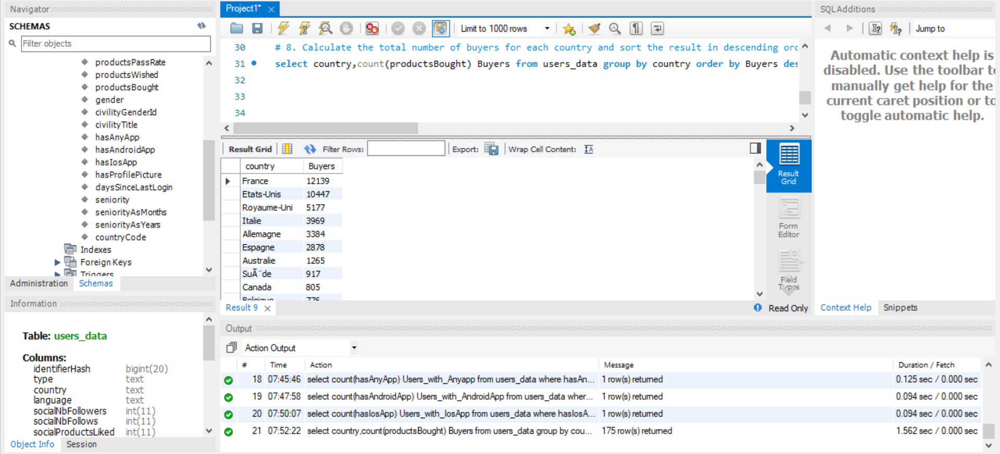 Navigator
SCHEMAS
Filter objects
productsPassRate
productsWished
productsBought
gender
civilityGenderId
civilityTitle
hasAnyApp
hasAndroidApp
hasIosApp
hasProfilePicture
daysSinceLastLogin
seniority
seniorityAsMonths
seniorityAsYears
countryCode
Indexes
Foreign Keys
Triggers
Administration Schemas
Information
Table: users_data
Columns:
identifierHash bigint(20)
type text
country text
language text
socialNbFollowers int(11)
socialNbFollows int(11)
socialProductsLiked int(11)
Object Info Session
Project1*
Limit to 1000 rows
30 # 8. Calculate the total number of buyers for each country and sort the result in descending orc
31 select country,count(productsBought) Buyers from users_data group by country order by Buyers des
32
33
34
Result Grid Filter Rows: Export: Wrap Cell Content:
country Buyers
France 12139
Etats-Unis 10447
Royaume-Uni 5177
Italie 3969
Allemagne 3384
Espagne 2878
Australie 1265
SuÃ¨de 917
Canada 805
Belgique 776
Result Grid
Form Editor
Field Types
Result 9 Read Only
Output
Action Output
# Time Action Message Duration / Fetch
18 07:45:46 select count(hasAnyApp) Users_with_Anyapp from users_data where hasAn... 1 row(s) returned 0.125 sec / 0.000 sec
19 07:47:58 select count(hasAndroidApp) Users_with_AndroidApp from users_data wher... 1 row(s) returned 0.094 sec / 0.000 sec
20 07:50:07 select count(hasIosApp) Users_with_IosApp from users_data where hasIosA... 1 row(s) returned 0.094 sec / 0.000 sec
21 07:52:22 select country,count(productsBought) Buyers from users_data group by cou... 175 row(s) returned 1.562 sec / 0.000 sec
SQLAdditions
Jump to
Automatic context help is
disabled. Use the toolbar to
manually get help for the
current caret position or to
toggle automatic help.
Context Help Snippets